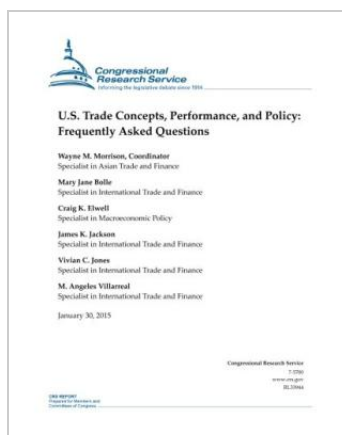 Congressional
Research Service
Informing the legislative debate since 1914
U.S. Trade Concepts, Performance, and Policy:
Frequently Asked Questions
Wayne M. Morrison, Coordinator
Specialist in Asian Trade and Finance
Mary Jane Bolle
Specialist in International Trade and Finance
Craig K. Elwell
Specialist in Macroeconomic Policy
James K. Jackson
Specialist in International Trade and Finance
Vivian C. Jones
Specialist in International Trade and Finance
M. Angeles Villarreal
Specialist in International Trade and Finance
January 30, 2015
Congressional Research Service
www.crs.gov
CRS REPORT
Prepared for Members and
Committees of Congress